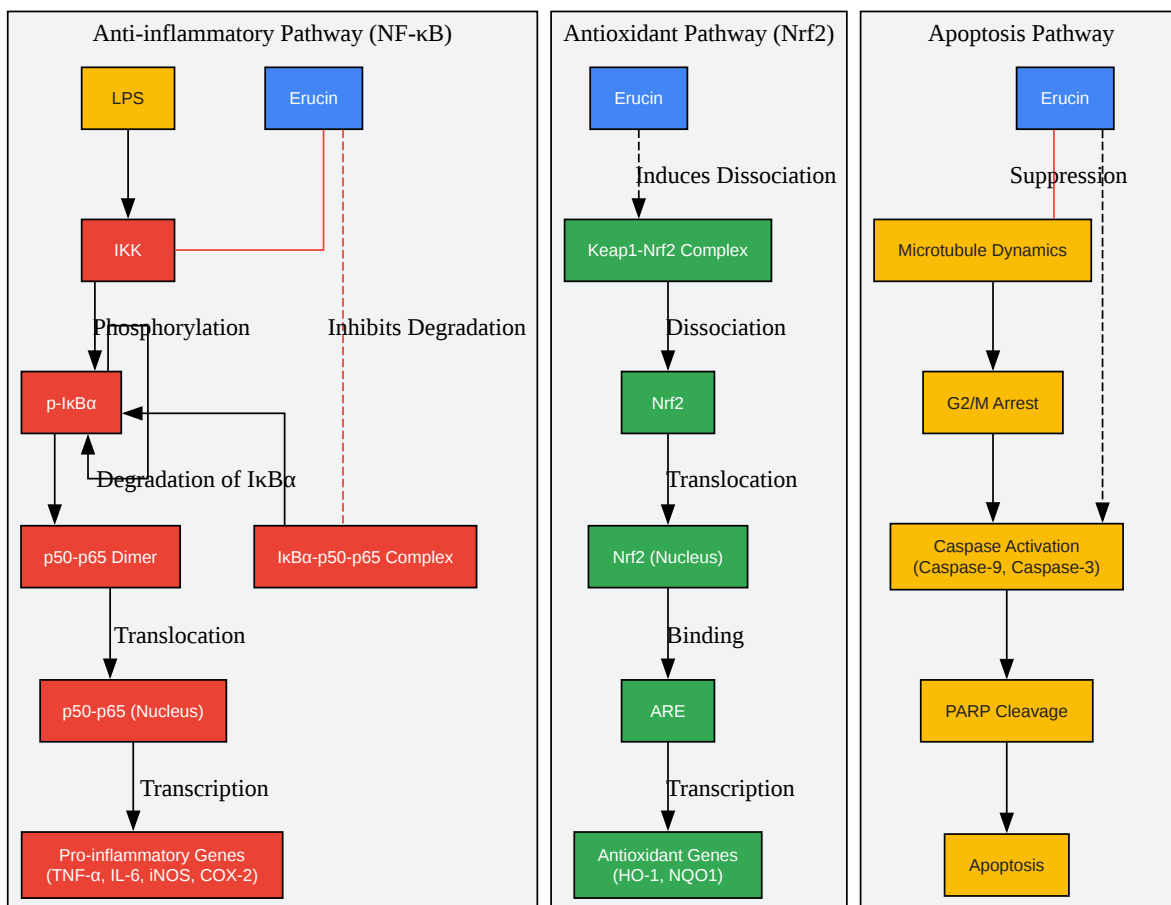 Anti-inflammatory Pathway (NF-κB)
LPS
Erucin
IKK
Phosphorylation
Inhibits Degradation
p-IκBα
Degradation of IκBα
p50-p65 Dimer
IκBα-p50-p65 Complex
Translocation
p50-p65 (Nucleus)
Transcription
Pro-inflammatory Genes
(TNF-α, IL-6, iNOS, COX-2)
Antioxidant Pathway (Nrf2)
Erucin
Induces Dissociation
Keap1-Nrf2 Complex
Dissociation
Nrf2
Translocation
Nrf2 (Nucleus)
Binding
ARE
Transcription
Antioxidant Genes
(HO-1, NQO1)
Apoptosis Pathway
Erucin
Suppression
Microtubule Dynamics
G2/M Arrest
Caspase Activation
(Caspase-9, Caspase-3)
PARP Cleavage
Apoptosis